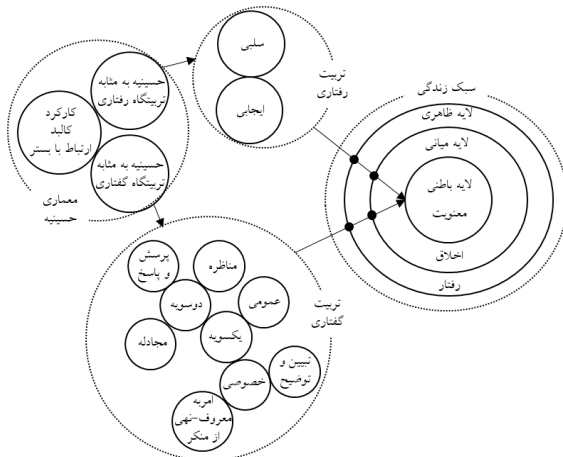 سلبی
ایجابی
تربیت
رفتاری
حسینیه به مثابه
تربیتگاه رفتاری
کارکرد
کالبد
ارتباط با بستر
حسینیه به مثابه
تربیتگاه گفتاری
معماری
حسینیه
سبک زندگی
لایه ظاهری
لایه میانی
لایه باطنی
معنویت
اخلاق
رفتار
تربیت
گفتاری
پرسش
و پاسخ
مناظره
دوسویه
عمومی
مجادله
یکسویه
خصوصی
تبیین و
توضیح
امربه
معروف-نهی
از منکر